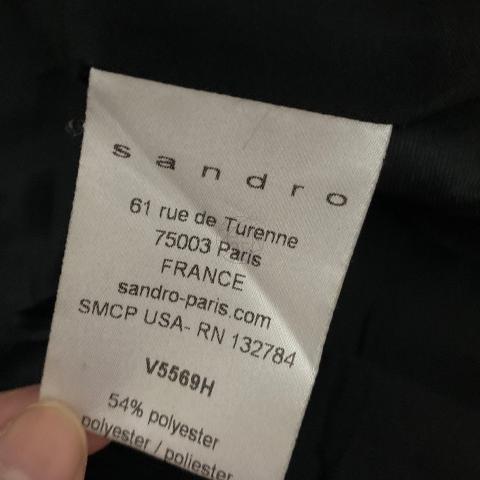 sandro
61 rue de Turenne
75003 Paris
FRANCE
sandro-paris.com
SMCP USA- RN 132784
V5569H
54% polyester
polyester / poliester